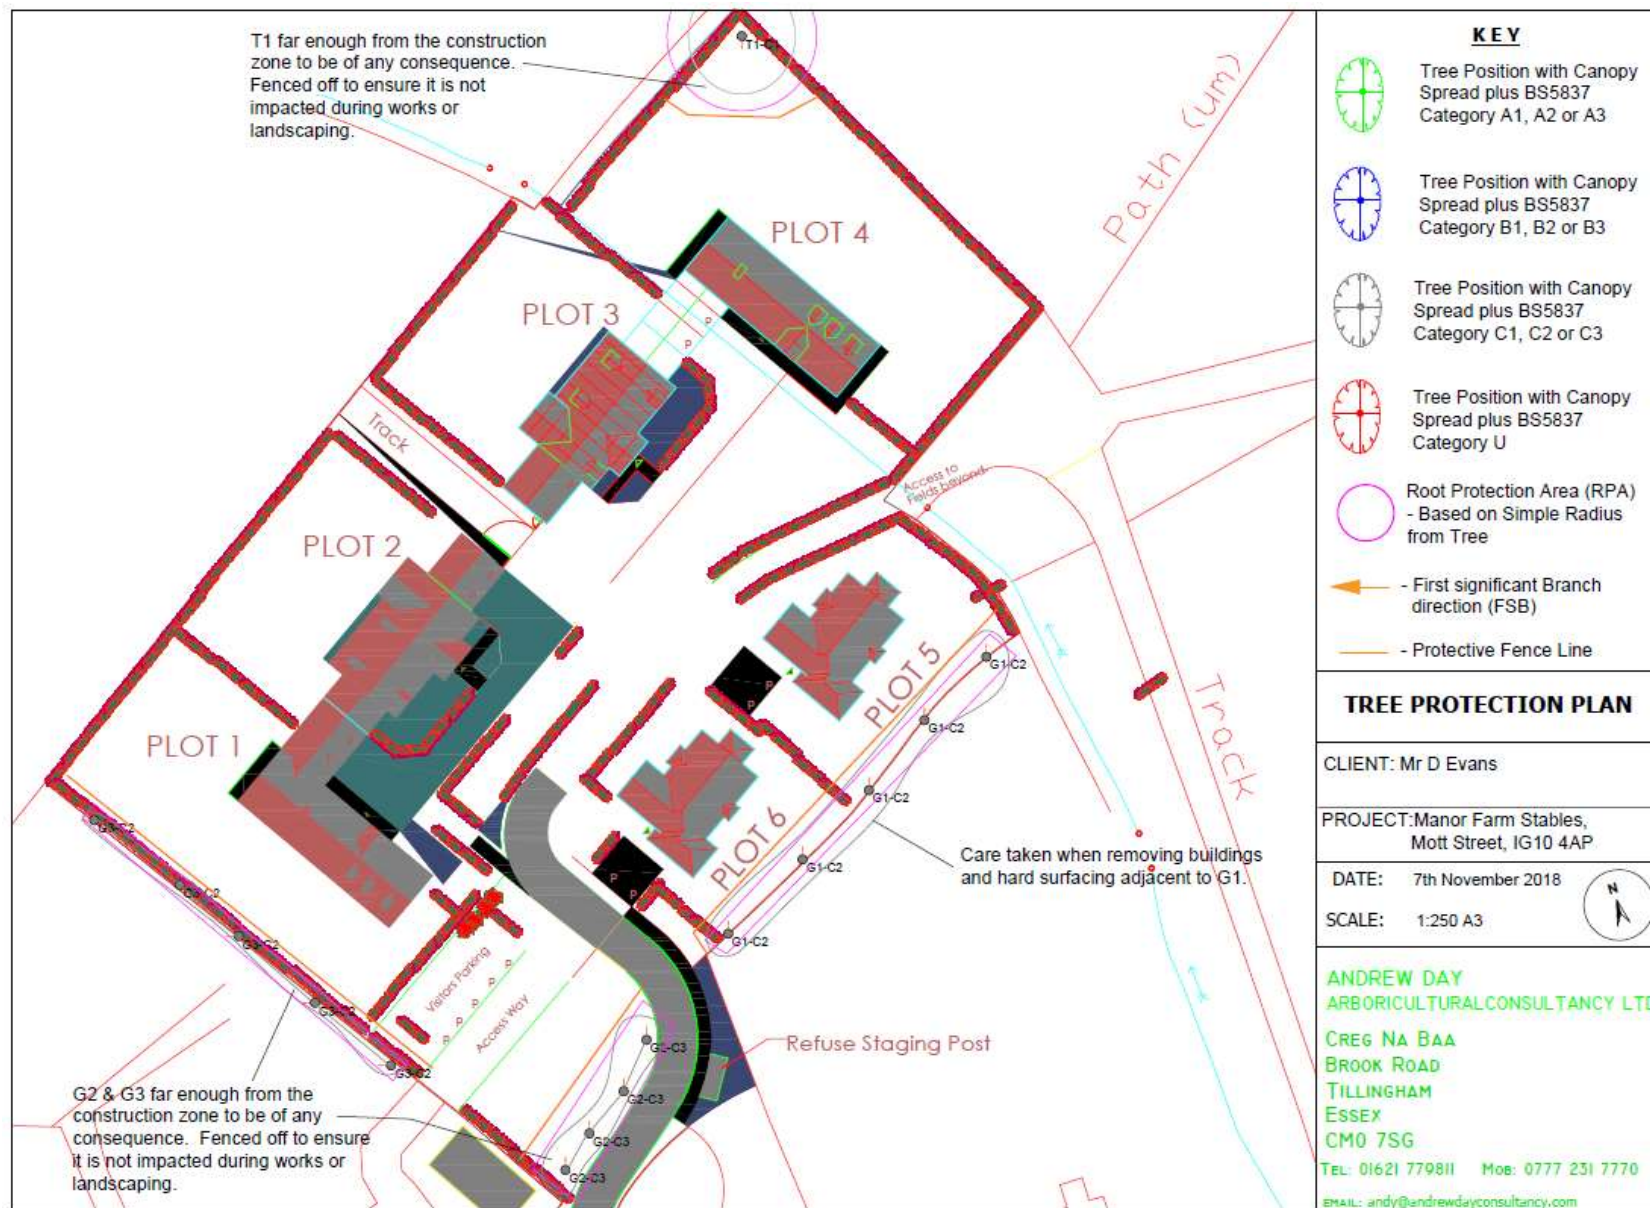 T1 far enough from the construction
zone to be of any consequence.
Fenced off to ensure it is not
impacted during works or
landscaping.
T1-C1
Path (um)
PLOT 4
P
P
PLOT 3
Track
Access to
Fields beyond
PLOT 2
PLOT 5
P
P
G1-C2
G1-C2
G1-C2
G1-C2
G1-C2
Track
PLOT 1
PLOT 6
P
P
Care taken when removing buildings
and hard surfacing adjacent to G1.
G3-C2
G3-C2
G3-C2
G3-C2
G3-C2
Visitors Parking
P
P
P
P
P
Access Way
Refuse Staging Post
G2-C3
G2-C3
G2-C3
G2-C3
G2 & G3 far enough from the
construction zone to be of any
consequence. Fenced off to ensure
it is not impacted during works or
landscaping.
KEY
Tree Position with Canopy
Spread plus BS5837
Category A1, A2 or A3
Tree Position with Canopy
Spread plus BS5837
Category B1, B2 or B3
Tree Position with Canopy
Spread plus BS5837
Category C1, C2 or C3
Tree Position with Canopy
Spread plus BS5837
Category U
Root Protection Area (RPA)
- Based on Simple Radius
from Tree
- First significant Branch
direction (FSB)
- Protective Fence Line
TREE PROTECTION PLAN
CLIENT: Mr D Evans
PROJECT:Manor Farm Stables,
Mott Street, IG10 4AP
DATE: 7th November 2018
SCALE: 1:250 A3
N
ANDREW DAY
ARBORICULTURALCONSULTANCY LTD
CREG NA BAA
BROOK ROAD
TILLINGHAM
ESSEX
CM0 7SG
TEL: 01621 779811 MOB: 0777 231 7770
EMAIL: andy@andrewdayconsultancy.com